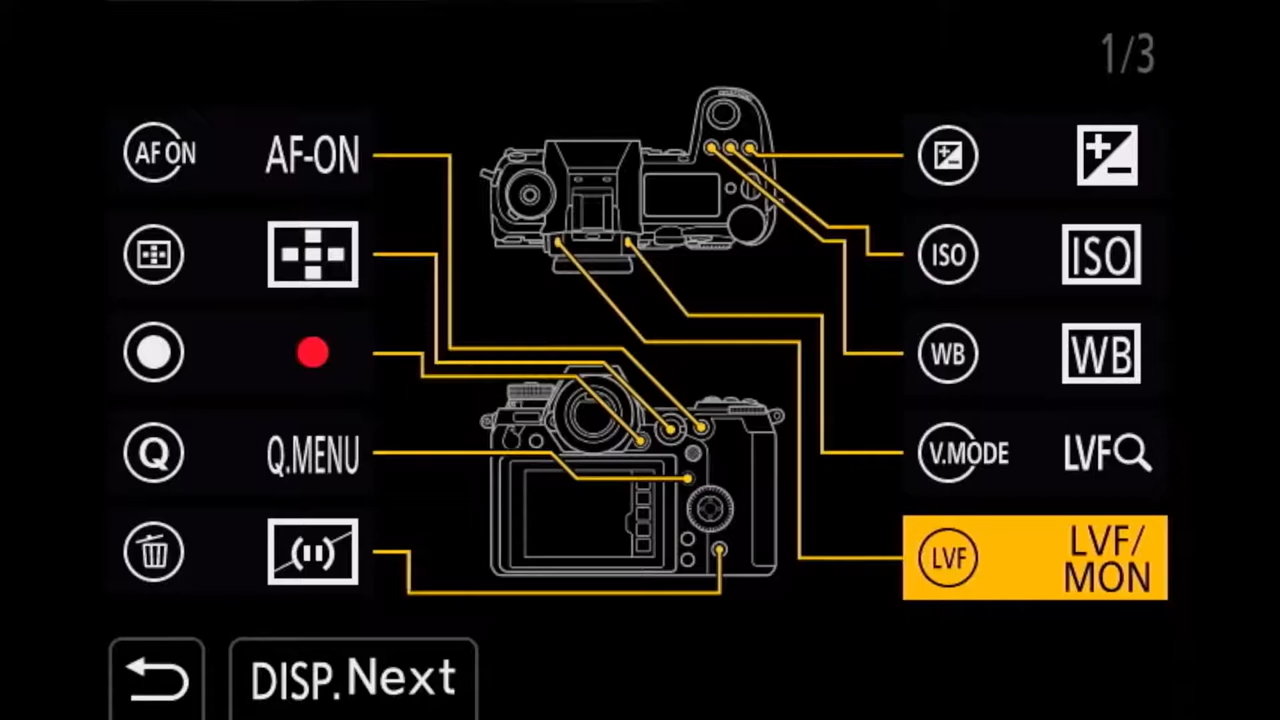 1/3
AF ON AF-ON
Q Q.MENU
ISO ISO
WB WB
V.MODE LVF
LVF LVF/
MON
DISP.Next